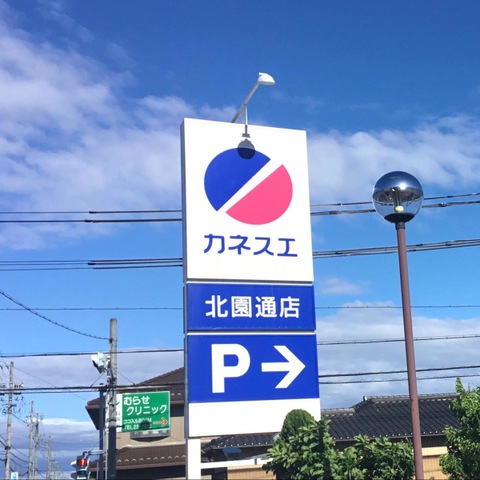 カネスエ
北園通店
P→
むらせ
クリニック